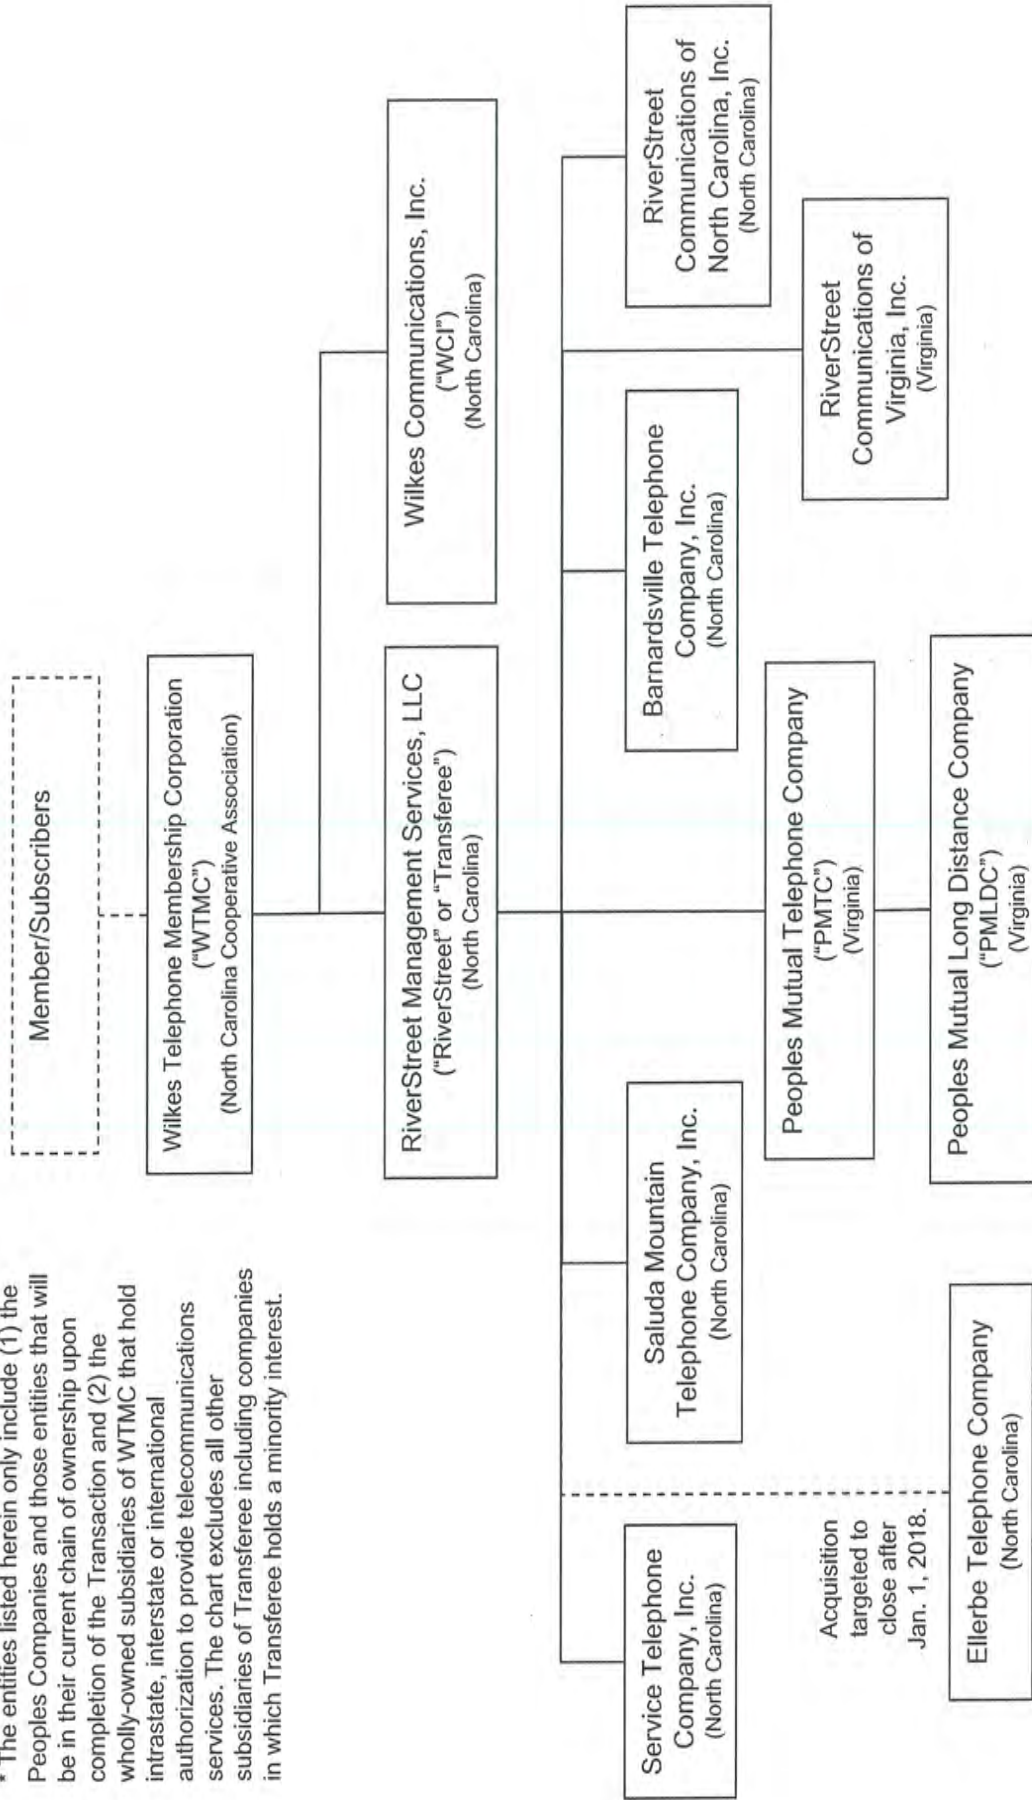 * The entities listed herein only include (1) the
Peoples Companies and those entities that will
be in their current chain of ownership upon
completion of the Transaction and (2) the
wholly-owned subsidiaries of WTMC that hold
intrastate, interstate or international
authorization to provide telecommunications
services. The chart excludes all other
subsidiaries of Transferee including companies
in which Transferee holds a minority interest.
Member/Subscribers
Wilkes Telephone Membership Corporation
("WTMC")
(North Carolina Cooperative Association)
RiverStreet Management Services, LLC
("RiverStreet" or "Transferee")
(North Carolina)
Wilkes Communications, Inc.
("WCI")
(North Carolina)
Service Telephone
Company, Inc.
(North Carolina)
Saluda Mountain
Telephone Company, Inc.
(North Carolina)
Barnardsville Telephone
Company, Inc.
(North Carolina)
RiverStreet
Communications of
North Carolina, Inc.
(North Carolina)
Acquisition
targeted to
close after
Jan. 1, 2018.
Peoples Mutual Telephone Company
("PMTC")
(Virginia)
RiverStreet
Communications of
Virginia, Inc.
(Virginia)
Ellerbe Telephone Company
(North Carolina)
Peoples Mutual Long Distance Company
("PMLDC")
(Virginia)